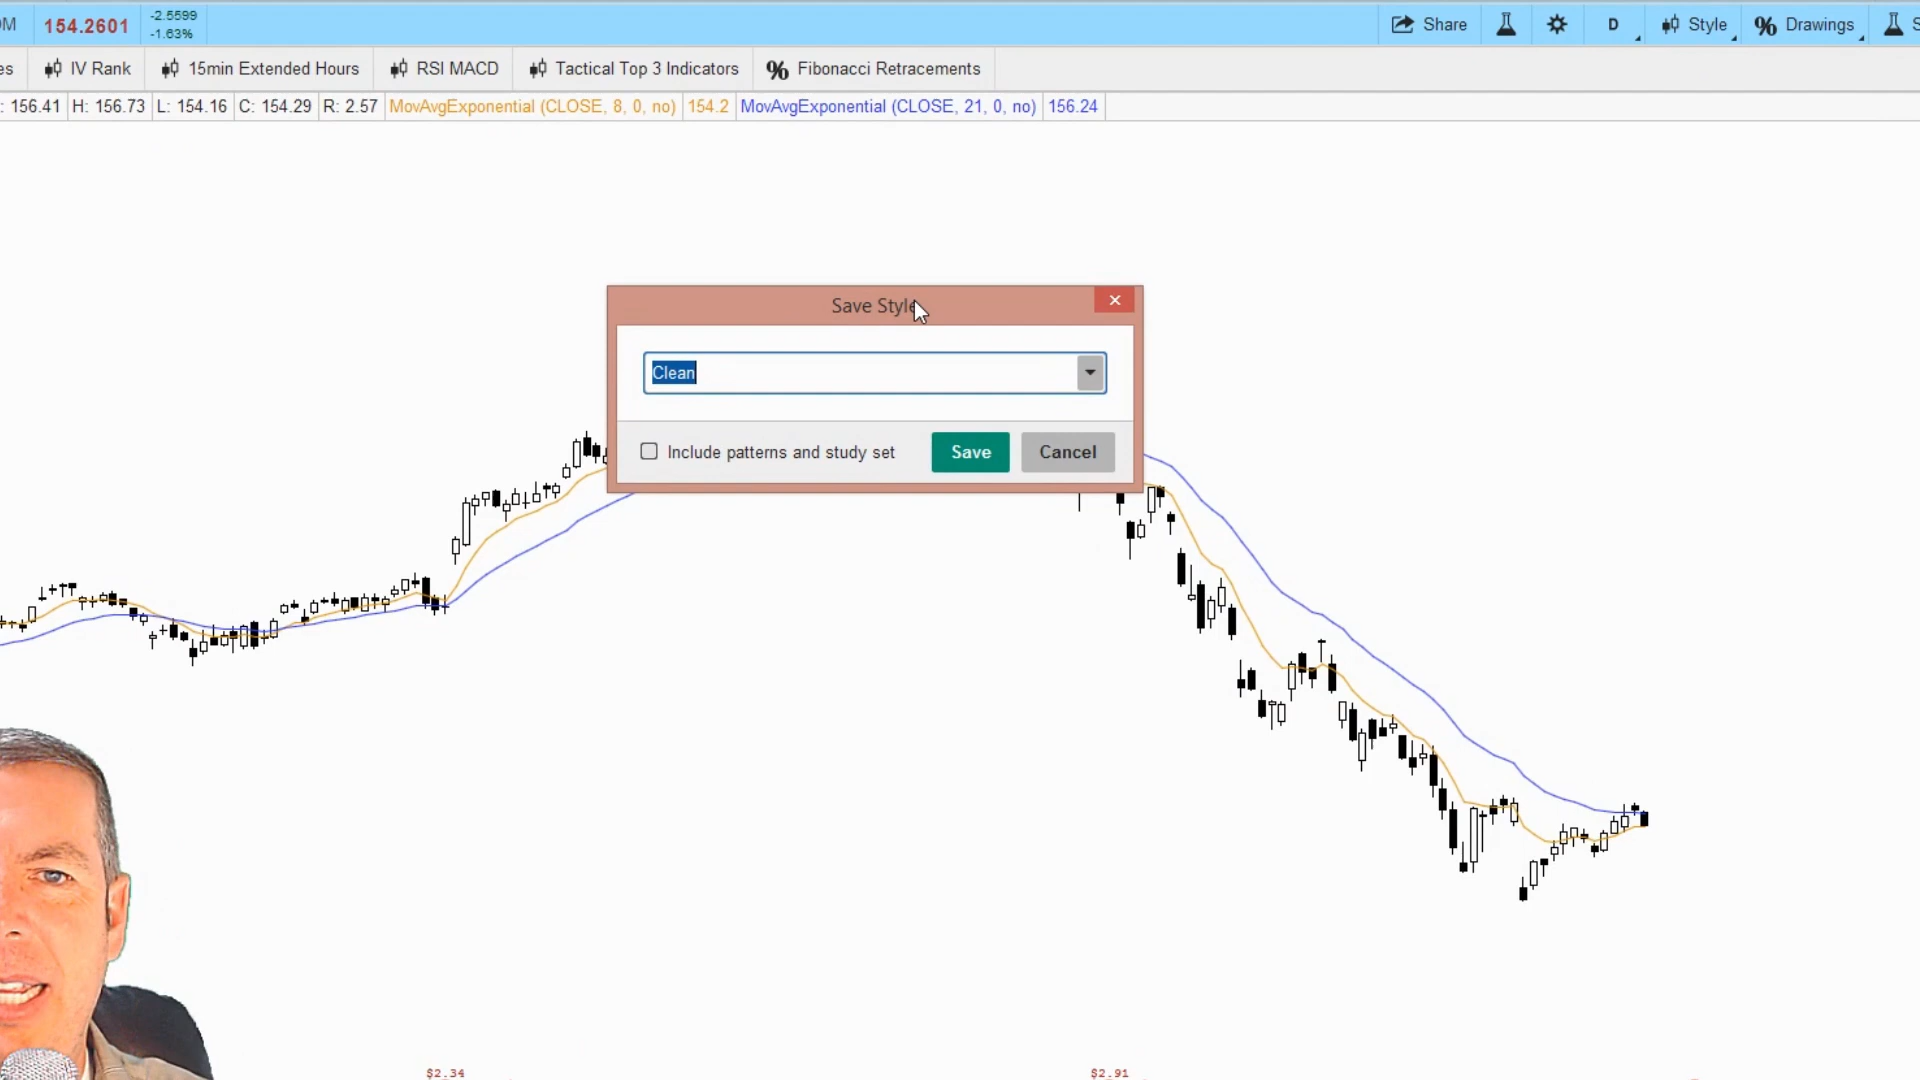 154.2601
-2.5599
-1.63%
Share
D
Style
Drawings
IV Rank
15min Extended Hours
RSI MACD
Tactical Top 3 Indicators
Fibonacci Retracements
: 156.41 H: 156.73 L: 154.16 C: 154.29 R: 2.57 MovAvgExponential (CLOSE, 8, 0, no) 154.2 MovAvgExponential (CLOSE, 21, 0, no) 156.24
Save Style
Clean
Include patterns and study set
Save
Cancel
$2.34
$2.91